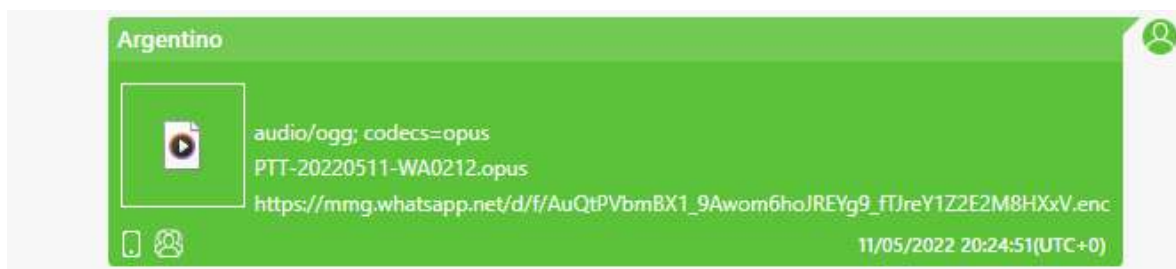 Argentino
audio/ogg; codecs=opus
PTT-20220511-WA0212.opus
https://mmg.whatsapp.net/d/f/AuQtPVbmBX1_9Awom6hoJREYg9_fTJreY1Z2E2M8HXxV.enc
11/05/2022 20:24:51(UTC+0)